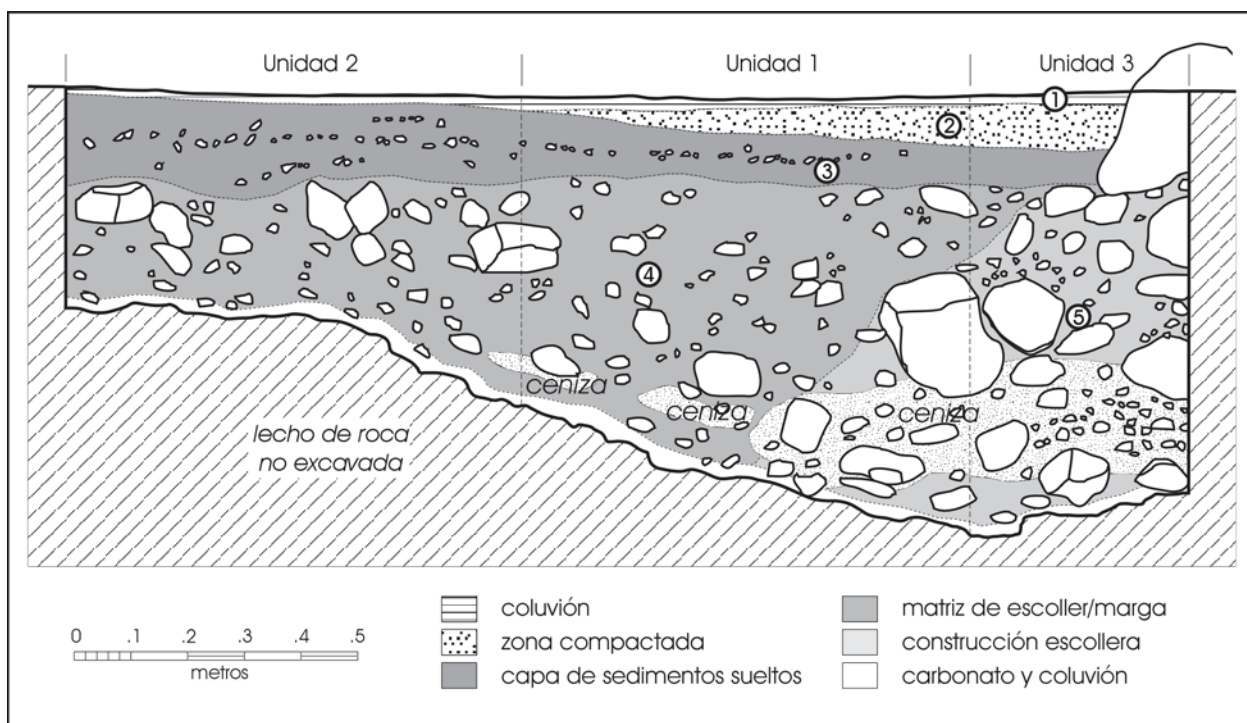 Unidad 2
Unidad 1
Unidad 3
1
2
3
4
5
ceniza
ceniza
ceniza
lecho de roca
no excavada
0 .1 .2 .3 .4 .5
metros
coluvión
zona compactada
capa de sedimentos sueltos
matriz de escoller/marga
construcción escollera
carbonato y coluvión